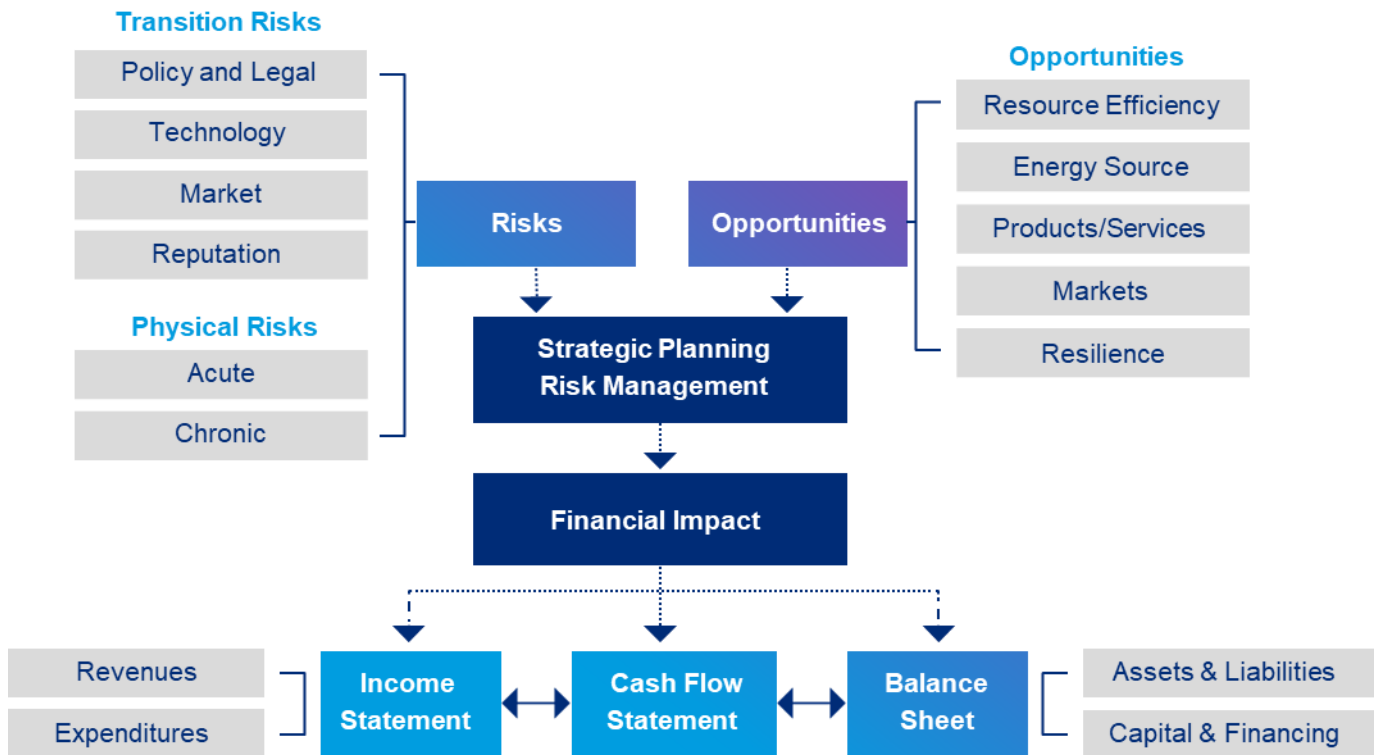 Transition Risks
Policy and Legal
Technology
Market
Reputation
Physical Risks
Acute
Chronic
Risks
Opportunities
Opportunities
Resource Efficiency
Energy Source
Products/Services
Markets
Resilience
Strategic Planning
Risk Management
Financial Impact
Revenues
Expenditures
Income
Statement
Cash Flow
Statement
Balance
Sheet
Assets & Liabilities
Capital & Financing